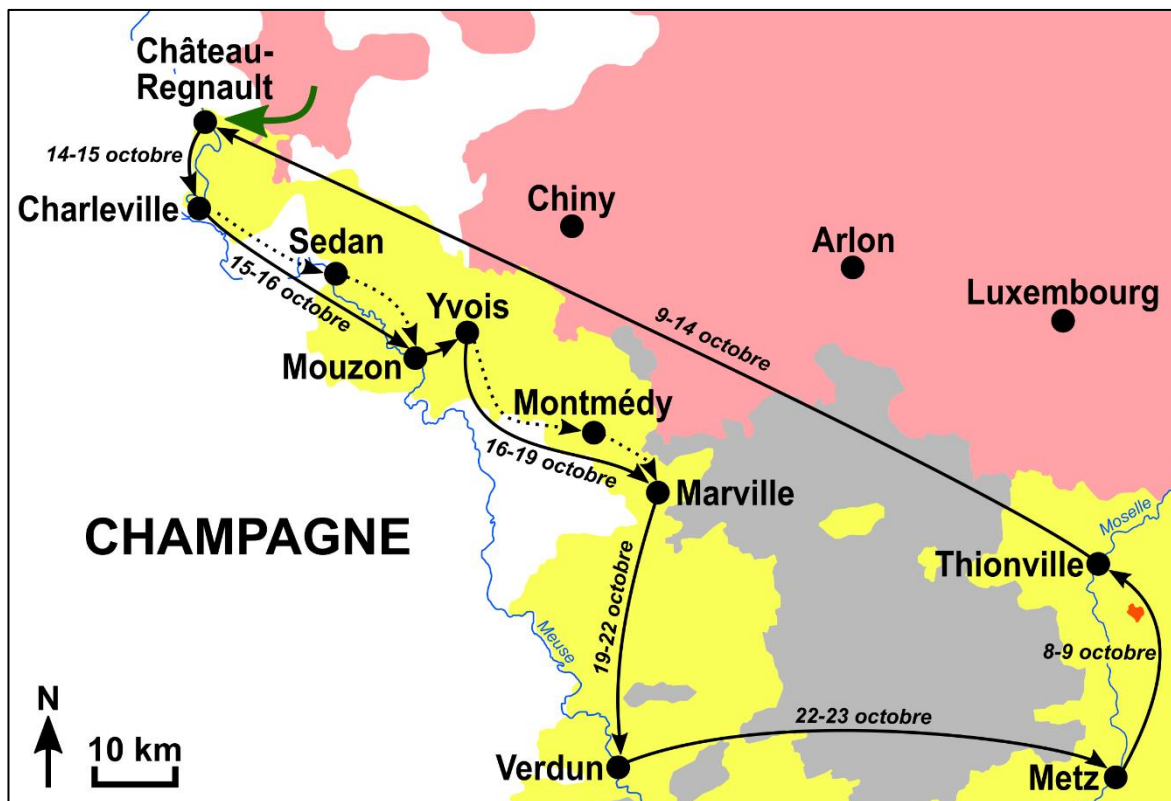 Château-
Regnault
14-15 octobre
Charleville
Chiny
Sedan
Arlon
15-16 octobre
Yvois
Luxembourg
9-14 octobre
Mouzon
Montmédy
16-19 octobre
Marville
CHAMPAGNE
Moselle
Thionville
19-22 octobre
Meuse
8-9 octobre
N
22-23 octobre
10 km
Verdun
Metz